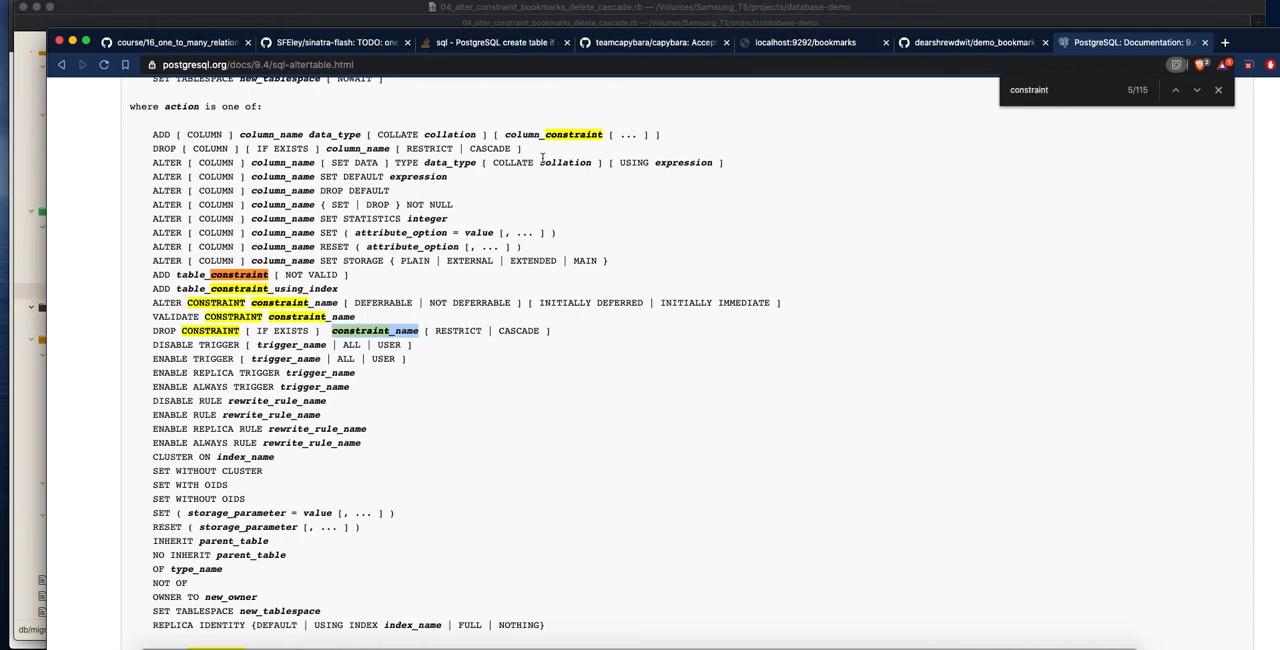 04_alter_constraint_bookmarks_delete_cascade.rb — /Volumes/Samsung_T5/projects/database-demo
04_alter_constraint_bookmarks_delete_cascade.rb — /Volumes/Samsung_T5/projects/database-demo
course/16_one_to_many_relation
SFEley/sinatra-flash: TODO: one
sql - PostgreSQL create table if
teamcapybara/capybara: Accept
localhost:9292/bookmarks
dearshrewdwit/demo_bookmark
PostgreSQL: Documentation: 9.4
postgresql.org/docs/9.4/sql-altertable.html
constraint 5/115
SET TABLESPACE new_tablespace [ NOWAIT ]
where action is one of:
ADD [ COLUMN ] column_name data_type [ COLLATE collation ] [ column_constraint [ ... ] ]
DROP [ COLUMN ] [ IF EXISTS ] column_name [ RESTRICT | CASCADE ]
ALTER [ COLUMN ] column_name [ SET DATA ] TYPE data_type [ COLLATE collation ] [ USING expression ]
ALTER [ COLUMN ] column_name SET DEFAULT expression
ALTER [ COLUMN ] column_name DROP DEFAULT
ALTER [ COLUMN ] column_name { SET | DROP } NOT NULL
ALTER [ COLUMN ] column_name SET STATISTICS integer
ALTER [ COLUMN ] column_name SET ( attribute_option = value [, ... ] )
ALTER [ COLUMN ] column_name RESET ( attribute_option [, ... ] )
ALTER [ COLUMN ] column_name SET STORAGE { PLAIN | EXTERNAL | EXTENDED | MAIN }
ADD table_constraint [ NOT VALID ]
ADD table_constraint_using_index
ALTER CONSTRAINT constraint_name [ DEFERRABLE | NOT DEFERRABLE ] [ INITIALLY DEFERRED | INITIALLY IMMEDIATE ]
VALIDATE CONSTRAINT constraint_name
DROP CONSTRAINT [ IF EXISTS ]  constraint_name [ RESTRICT | CASCADE ]
DISABLE TRIGGER [ trigger_name | ALL | USER ]
ENABLE TRIGGER [ trigger_name | ALL | USER ]
ENABLE REPLICA TRIGGER trigger_name
ENABLE ALWAYS TRIGGER trigger_name
DISABLE RULE rewrite_rule_name
ENABLE RULE rewrite_rule_name
ENABLE REPLICA RULE rewrite_rule_name
ENABLE ALWAYS RULE rewrite_rule_name
CLUSTER ON index_name
SET WITHOUT CLUSTER
SET WITH OIDS
SET WITHOUT OIDS
SET ( storage_parameter = value [, ... ] )
RESET ( storage_parameter [, ... ] )
INHERIT parent_table
NO INHERIT parent_table
OF type_name
NOT OF
OWNER TO new_owner
SET TABLESPACE new_tablespace
REPLICA IDENTITY {DEFAULT | USING INDEX index_name | FULL | NOTHING}
db/mig